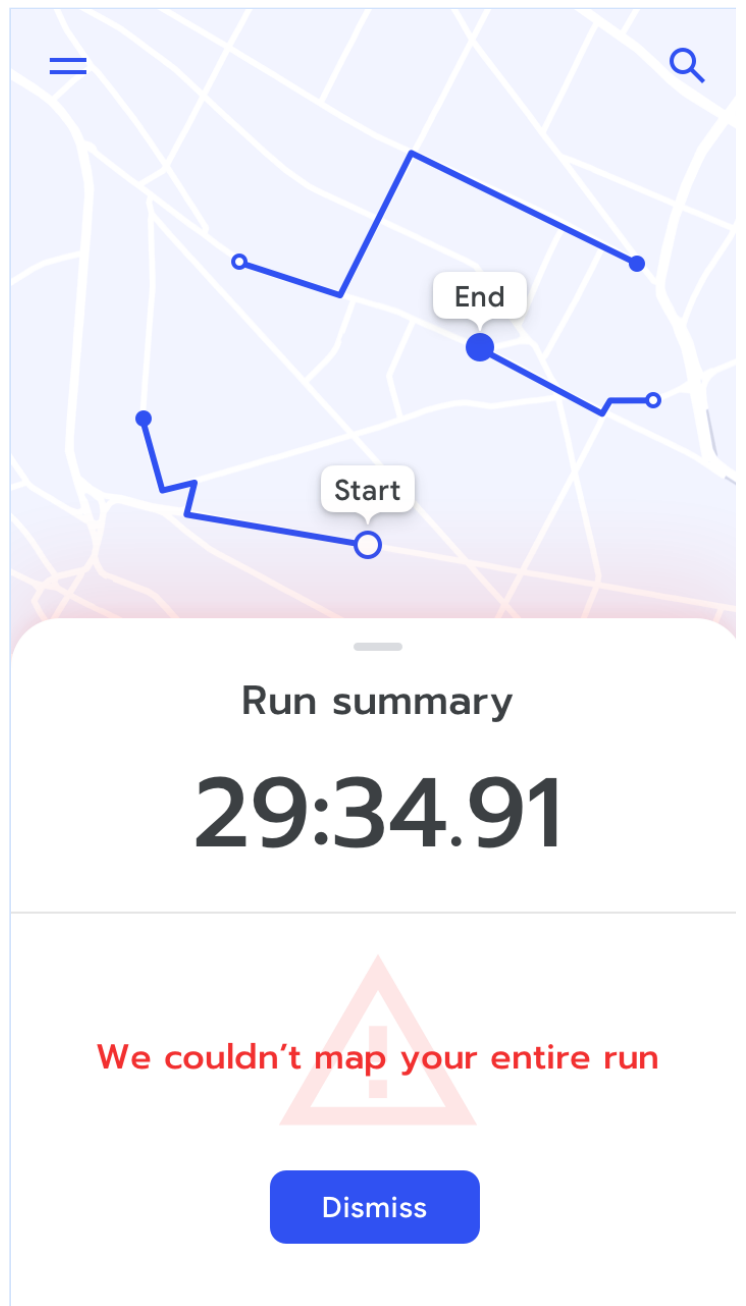 End
Start
Run summary
29:34.91
We couldn’t map your entire run
Dismiss